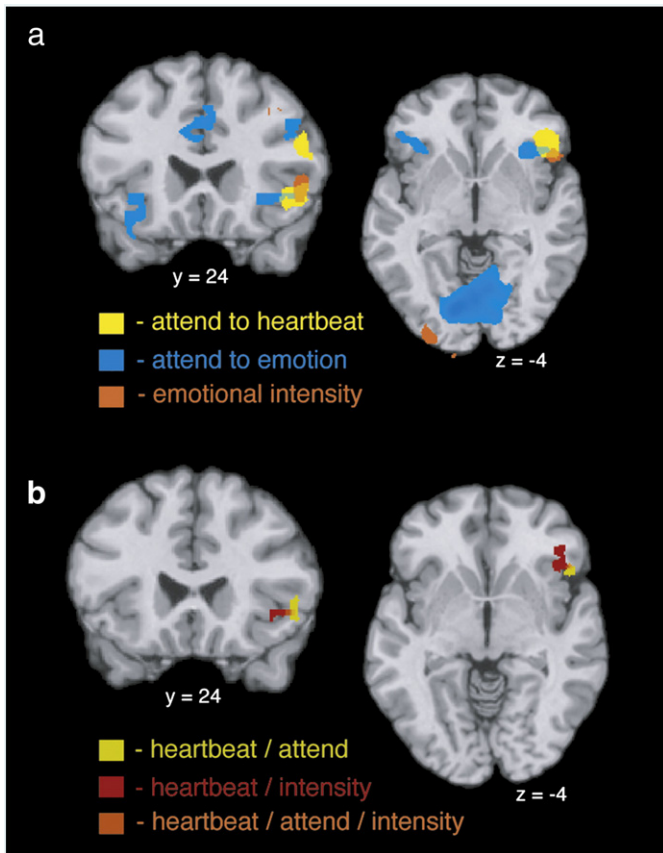 a
y = 24
z = -4
- attend to heartbeat
- attend to emotion
- emotional intensity
b
y = 24
z = -4
- heartbeat / attend
- heartbeat / intensity
- heartbeat / attend / intensity